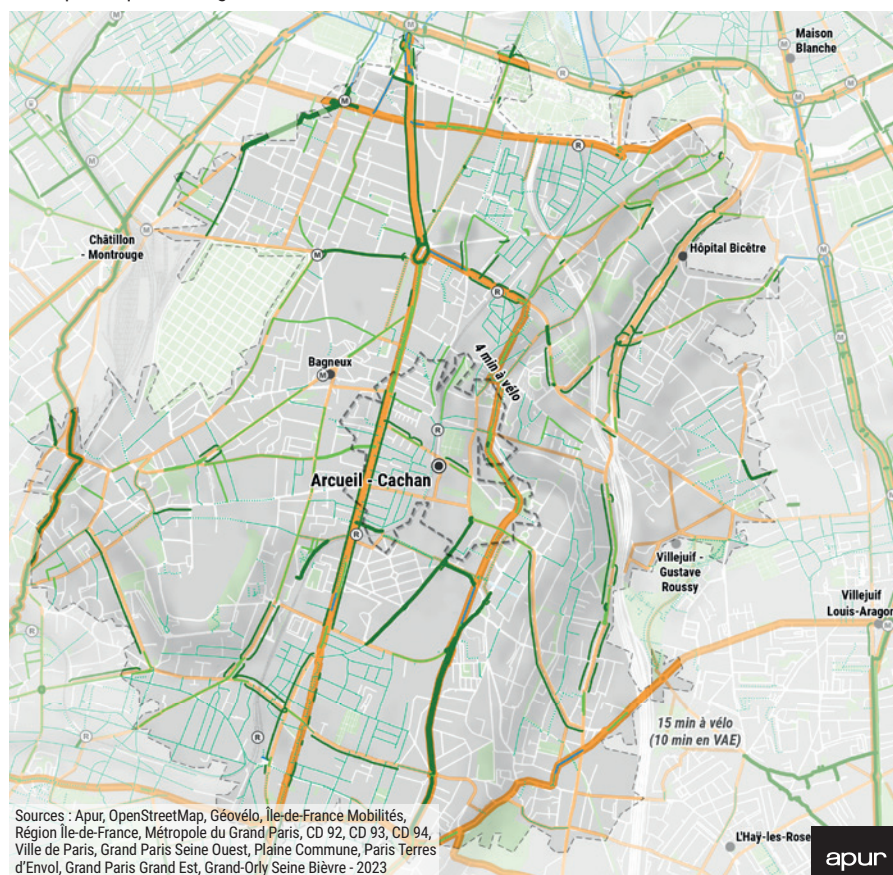 Maison
Blanche
Châtillon
- Montrouge
Hôpital Bicêtre
4 min à vélo
Bagneux
Arcueil - Cachan
Villejuif -
Gustave
Roussy
Villejuif
Louis-Aragon
15 min à vélo
(10 min en VAE)
L'Haÿ-les-Rose
Sources : Apur, OpenStreetMap, Géovélo, Île-de-France Mobilités,
Région Île-de-France, Métropole du Grand Paris, CD 92, CD 93, CD 94,
Ville de Paris, Grand Paris Seine Ouest, Plaine Commune, Paris Terres
d'Envol, Grand Paris Grand Est, Grand-Orly Seine Bièvre - 2023
apur